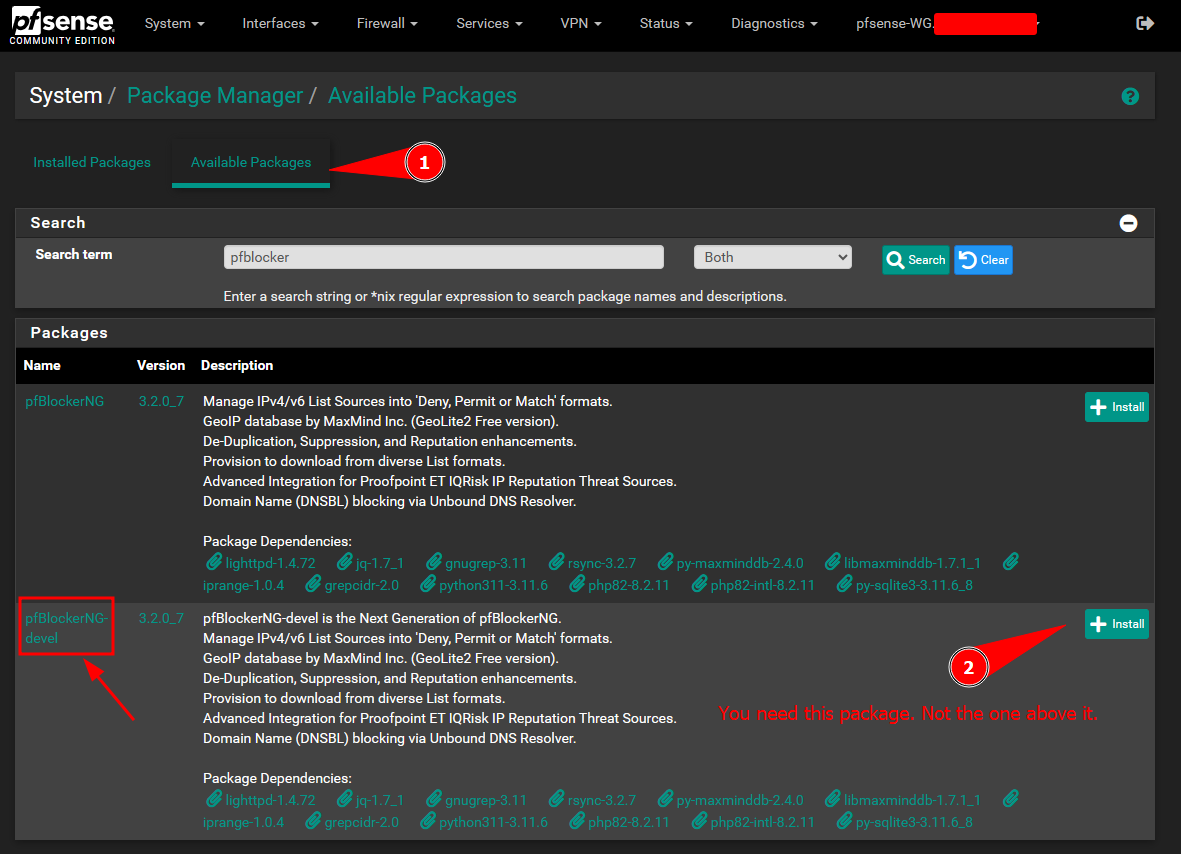 pfsense
COMMUNITY EDITION
System Interfaces Firewall Services VPN Status Diagnostics pfsense-WG.
System / Package Manager / Available Packages ?
Installed Packages Available Packages 1
Search
Search term pfblocker Both Search Clear
Enter a search string or *nix regular expression to search package names and descriptions.
Packages
Name Version Description
pfBlockerNG 3.2.0_7 Manage IPv4/v6 List Sources into 'Deny, Permit or Match' formats. Install
GeoIP database by MaxMind Inc. (GeoLite2 Free version).
De-Duplication, Suppression, and Reputation enhancements.
Provision to download from diverse List formats.
Advanced Integration for Proofpoint ET IQRisk IP Reputation Threat Sources.
Domain Name (DNSBL) blocking via Unbound DNS Resolver.
Package Dependencies:
lighttpd-1.4.72 jq-1.7_1 gnugrep-3.11 rsync-3.2.7 py-maxminddb-2.4.0 libmaxminddb-1.7.1_1
iprange-1.0.4 grepcidr-2.0 python311-3.11.6 php82-8.2.11 php82-intl-8.2.11 py-sqlite3-3.11.6_8
pfBlockerNG- 3.2.0_7 pfBlockerNG-devel is the Next Generation of pfBlockerNG. Install
devel Manage IPv4/v6 List Sources into 'Deny, Permit or Match' formats.
GeoIP database by MaxMind Inc. (GeoLite2 Free version).
De-Duplication, Suppression, and Reputation enhancements. 2
Provision to download from diverse List formats.
Advanced Integration for Proofpoint ET IQRisk IP Reputation Threat Sources. You need this package. Not the one above it.
Domain Name (DNSBL) blocking via Unbound DNS Resolver.
Package Dependencies:
lighttpd-1.4.72 jq-1.7_1 gnugrep-3.11 rsync-3.2.7 py-maxminddb-2.4.0 libmaxminddb-1.7.1_1
iprange-1.0.4 grepcidr-2.0 python311-3.11.6 php82-8.2.11 php82-intl-8.2.11 py-sqlite3-3.11.6_8